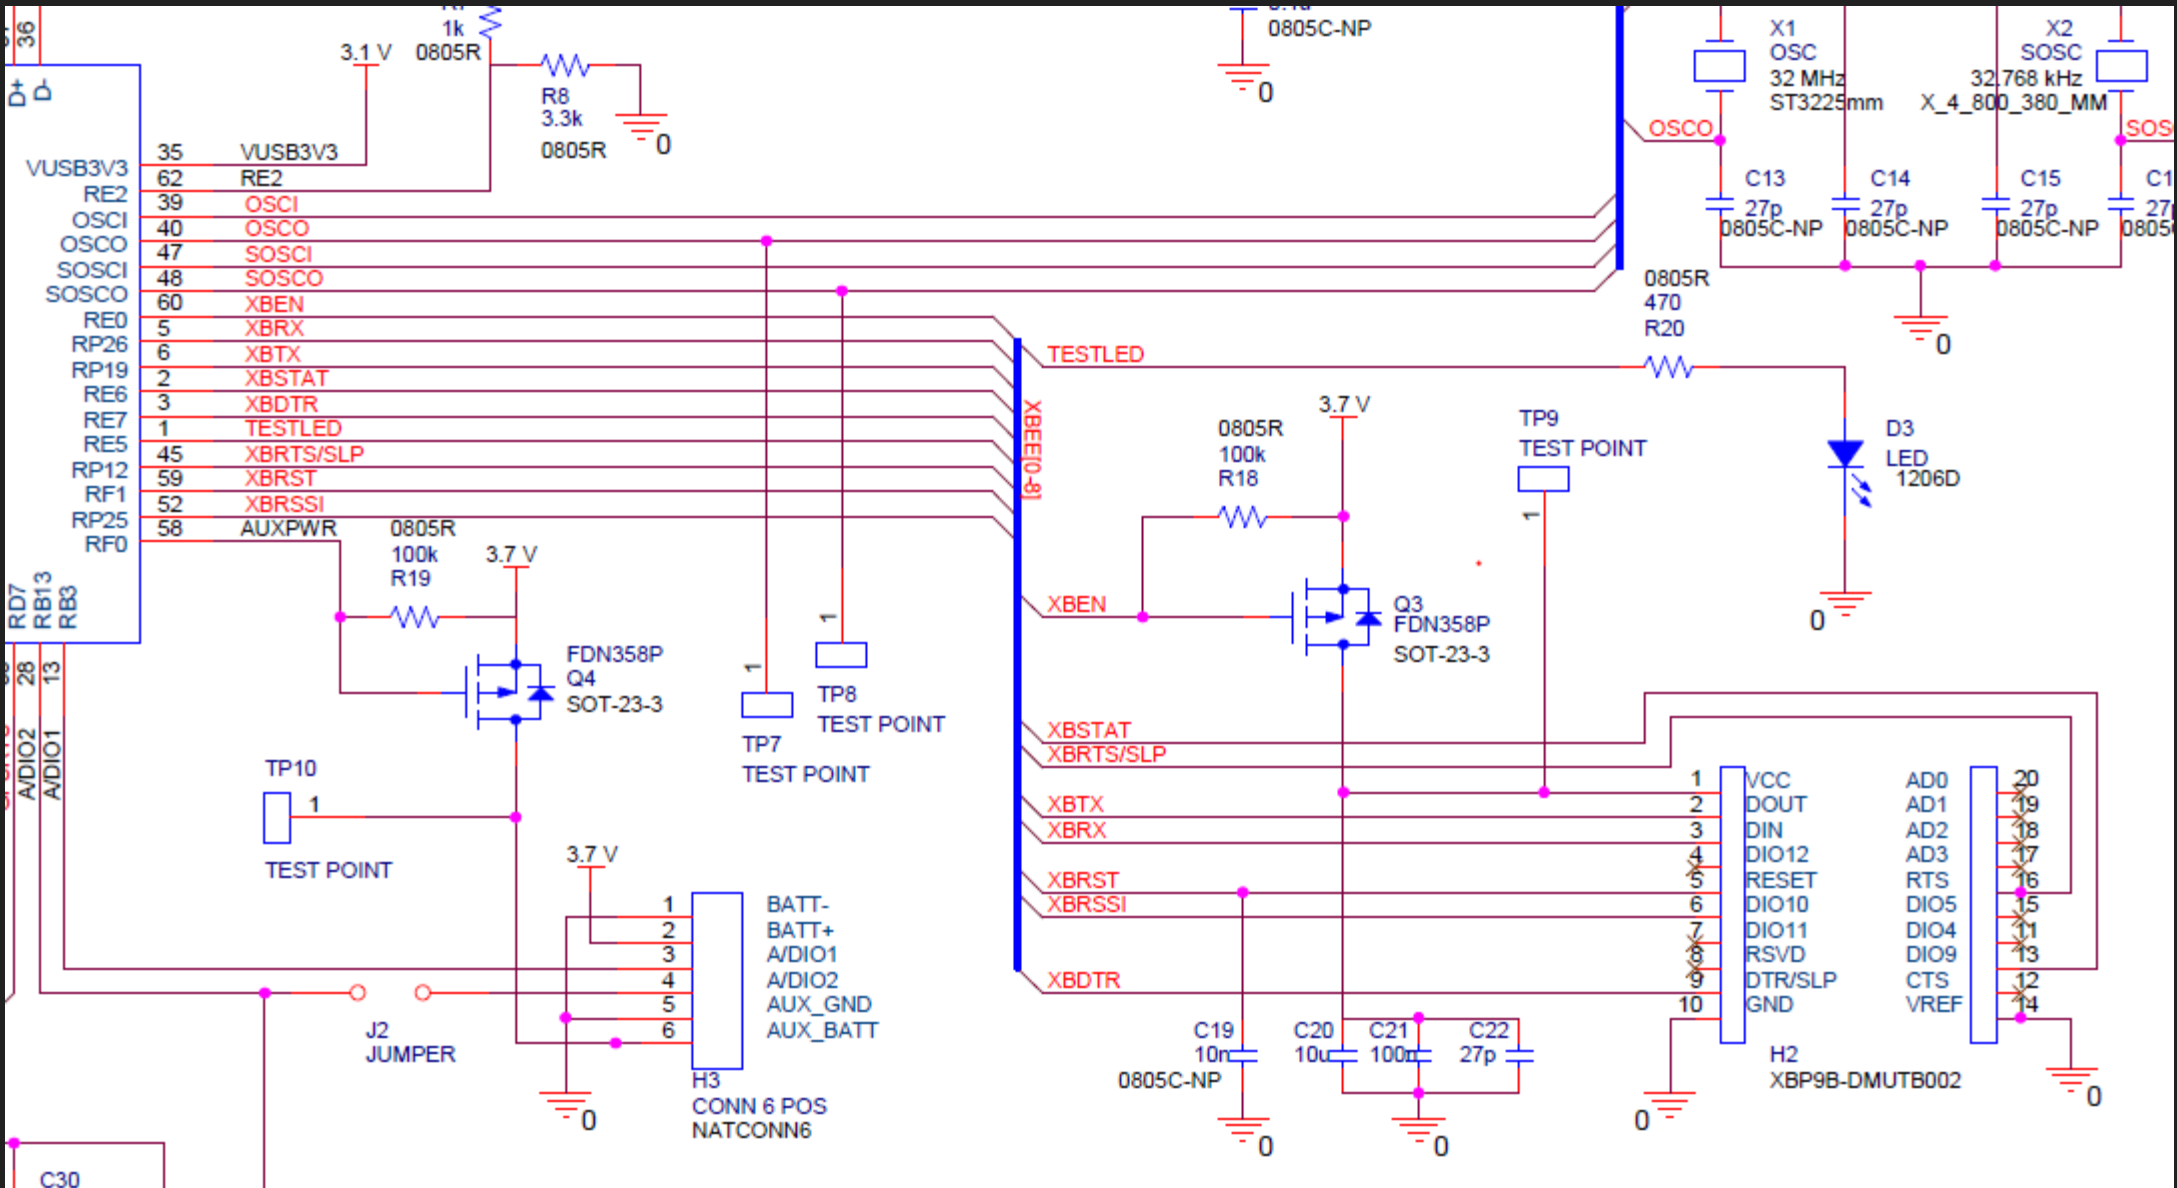 36
1k
0805R
3.1 V
R8
3.3k
0805R
0
0805C-NP
0
X1
OSC
32 MHz
ST3225mm
X2
SOSC
32.768 kHz
X_4_800_380_MM
OSCO
C13
27p
0805C-NP
C14
27p
0805C-NP
C15
27p
0805C-NP
0
D+
D-
VUSB3V3 35 VUSB3V3
RE2 62 RE2
OSCI 39 OSCI
OSCO 40 OSCO
SOSCI 47 SOSCI
SOSCO 48 SOSCO
RE0 60 XBEN
RP26 5 XBRX
RP19 6 XBTX
RE6 2 XBSTAT
RE7 3 XBDTR
RE5 1 TESTLED
RP12 45 XBRTS/SLP
RF1 59 XBRST
RP25 52 XBRSSI
RF0 58 AUXPWR
RD7
RB13
RB3
28
13
A/DIO2
A/DIO1
0805R
100k
R19
3.7 V
FDN358P
Q4
SOT-23-3
TP10
1
TEST POINT
1
TP7
TEST POINT
1
TP8
TEST POINT
3.7 V
1 BATT-
2 BATT+
3 A/DIO1
4 A/DIO2
5 AUX_GND
6 AUX_BATT
H3
CONN 6 POS
NATCONN6
J2
JUMPER
0
C30
XBEE[0-8]
TESTLED
0805R
470
R20
D3
LED
1206D
0
0805R
100k
R18
3.7 V
TP9
TEST POINT
1
XBEN
Q3
FDN358P
SOT-23-3
XBSTAT
XBRTS/SLP
XBTX
XBRX
XBRST
XBRSSI
XBDTR
1 VCC
2 DOUT
3 DIN
4 DIO12
5 RESET
6 DIO10
7 DIO11
8 RSVD
9 DTR/SLP
10 GND
AD0 20
AD1 19
AD2 18
AD3 17
RTS 16
DIO5 15
DIO4 11
DIO9 13
CTS 12
VREF 14
H2
XBP9B-DMUTB002
C19
10n
0805C-NP
0
C20
10u
C21
100n
C22
27p
0
0
0